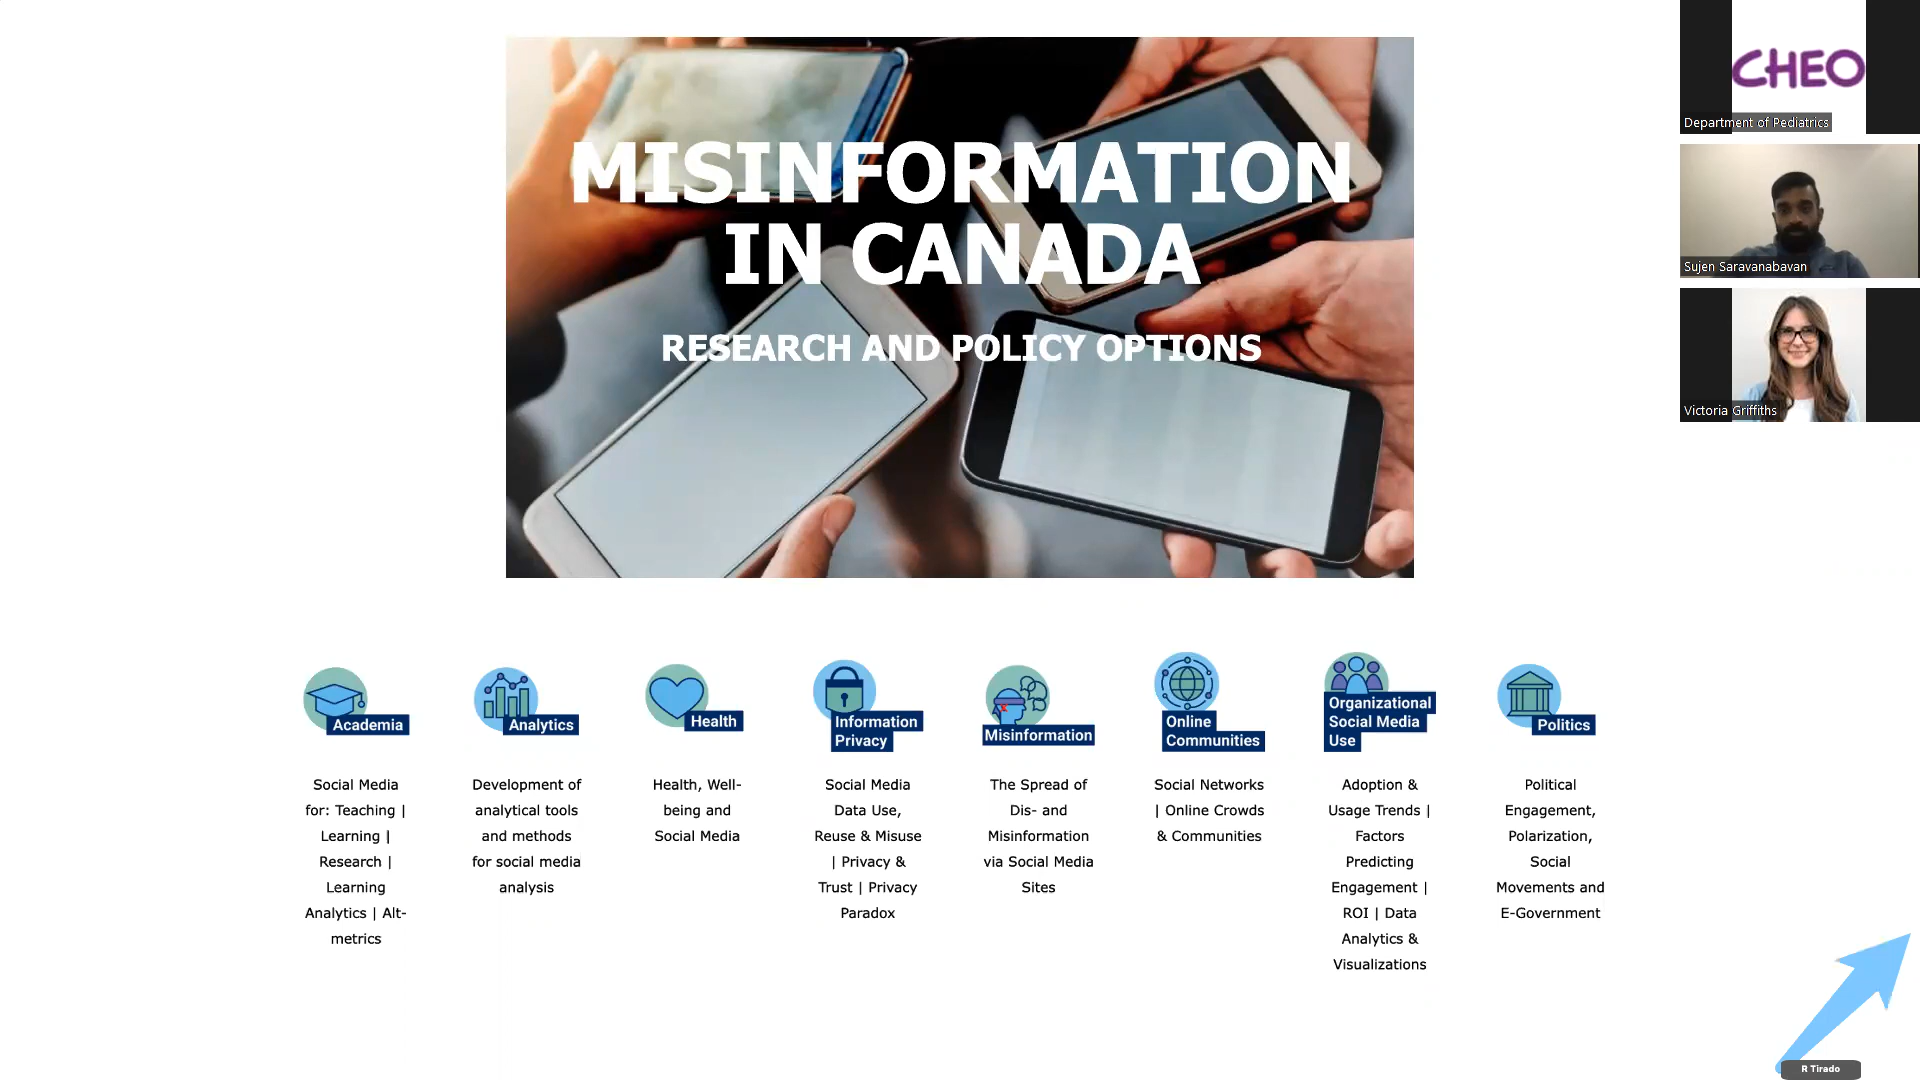 MISINFORMATION
IN CANADA
RESEARCH AND POLICY OPTIONS
CHEO
Department of Pediatrics
Sujen Saravanabavan
Victoria Griffiths
Academia
Social Media
for: Teaching |
Learning |
Research |
Learning
Analytics | Alt-
metrics
Analytics
Development of
analytical tools
and methods
for social media
analysis
Health
Health, Well-
being and
Social Media
Information
Privacy
Social Media
Data Use,
Reuse & Misuse
| Privacy &
Trust | Privacy
Paradox
Misinformation
The Spread of
Dis- and
Misinformation
via Social Media
Sites
Online
Communities
Social Networks
| Online Crowds
& Communities
Organizational
Social Media
Use
Adoption &
Usage Trends |
Factors
Predicting
Engagement |
ROI | Data
Analytics &
Visualizations
Politics
Political
Engagement,
Polarization,
Social
Movements and
E-Government
R Tirado